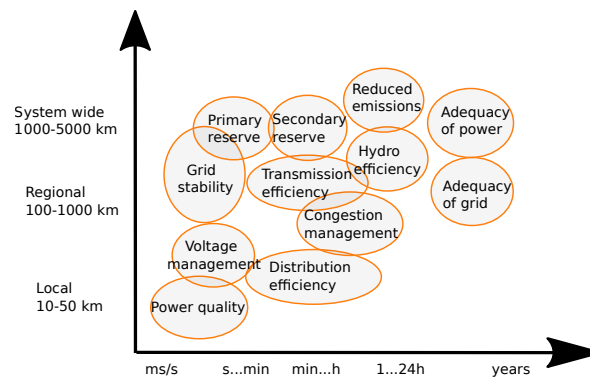 System wide
1000-5000 km
Regional
100-1000 km
Local
10-50 km
Primary
reserve
Secondary
reserve
Reduced
emissions
Adequacy
of power
Grid
stability
Transmission
efficiency
Hydro
efficiency
Adequacy
of grid
Congestion
management
Voltage
management
Distribution
efficiency
Power quality
ms/s
s...min
min...h
1...24h
years